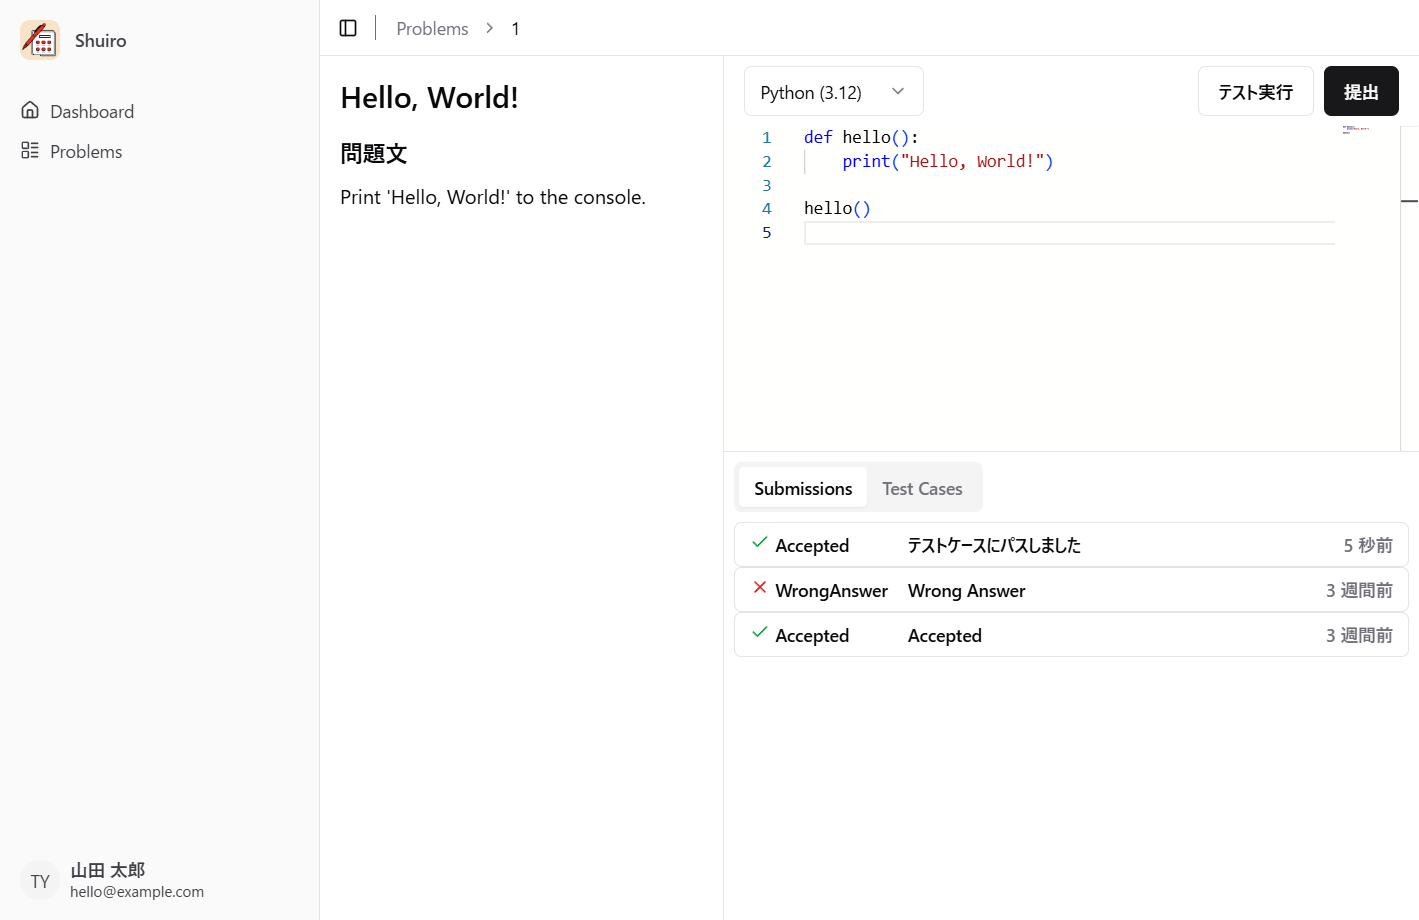 Shuiro
Dashboard
Problems
山田 太郎
TY
hello@example.com
Problems > 1
Hello, World!
問題文
Print 'Hello, World!' to the console.
Python (3.12)
テスト実行
提出
1 def hello():
2     print("Hello, World!")
3
4 hello()
5
Submissions
Test Cases
Accepted テストケースにパスしました 5 秒前
WrongAnswer Wrong Answer 3 週間前
Accepted Accepted 3 週間前